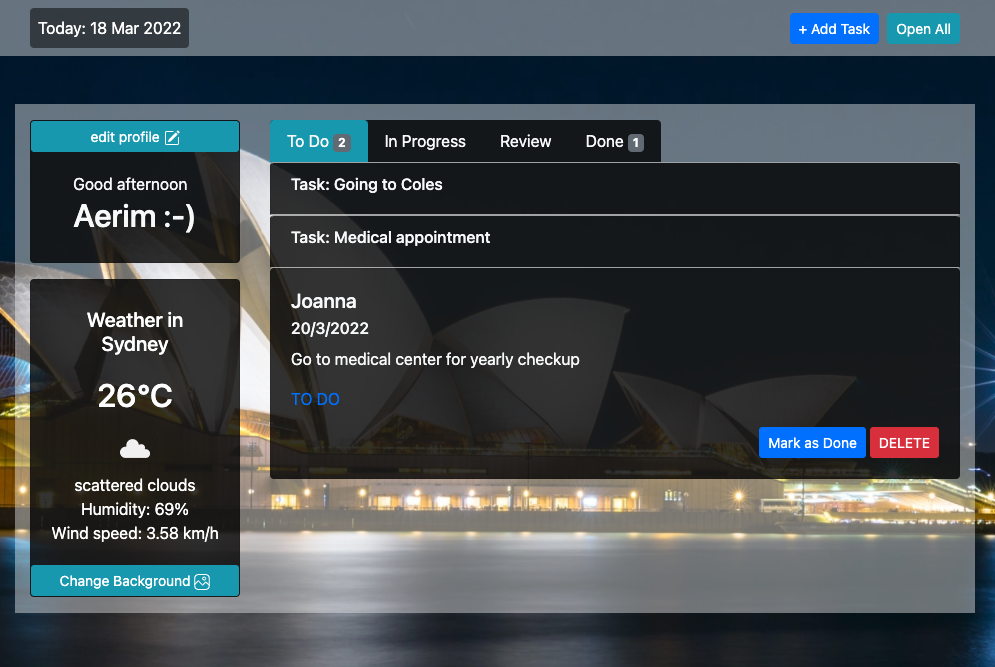 Today: 18 Mar 2022
+ Add Task
Open All
edit profile
Good afternoon
Aerim :-)
Weather in
Sydney
26°C
scattered clouds
Humidity: 69%
Wind speed: 3.58 km/h
Change Background
To Do 2
In Progress
Review
Done 1
Task: Going to Coles
Task: Medical appointment
Joanna
20/3/2022
Go to medical center for yearly checkup
TO DO
Mark as Done
DELETE